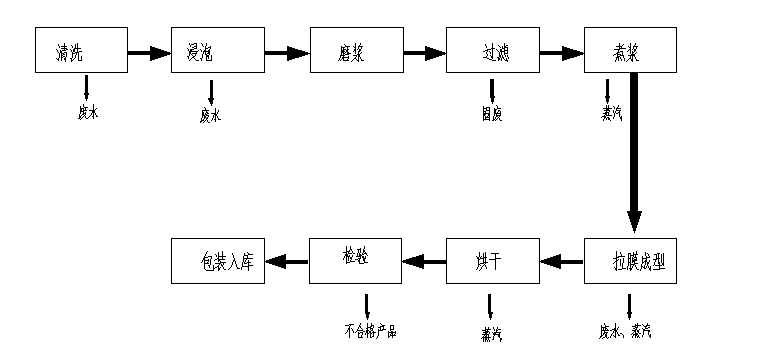 清洗
浸泡
磨浆
过滤
煮浆
废水
废水
固废
蒸汽
包装入库
检验
烘干
拉膜成型
不合格产品
蒸汽
废水、蒸汽